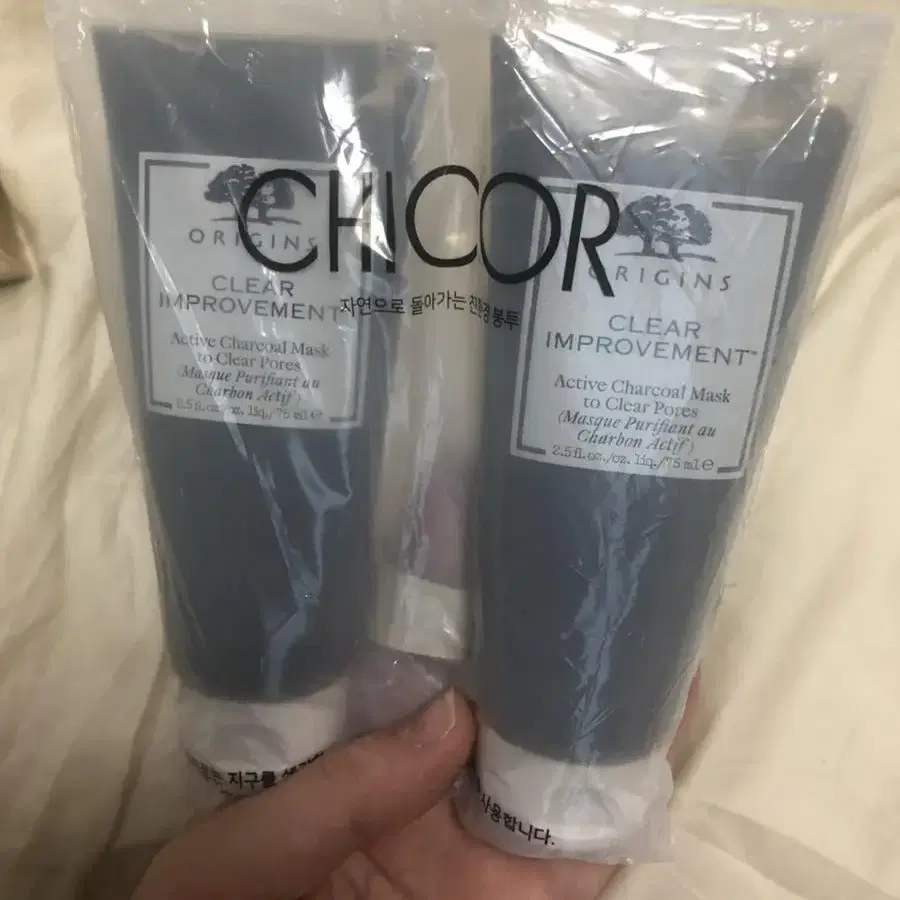 CHICOR
자연으로 돌아가는 친환경 봉투
ORIGINS
CLEAR
IMPROVEMENT
Active Charcoal Mask
to Clear Pores
(Masque Purifiant au
Charbon Actif)
2.5 fl.oz./oz. liq./75 ml e
ORIGINS
CLEAR
IMPROVEMENT™
Active Charcoal Mask
to Clear Pores
(Masque Purifiant au
Charbon Actif)
2.5 fl.oz./oz. liq./75 ml e
지구를
사용합니다.